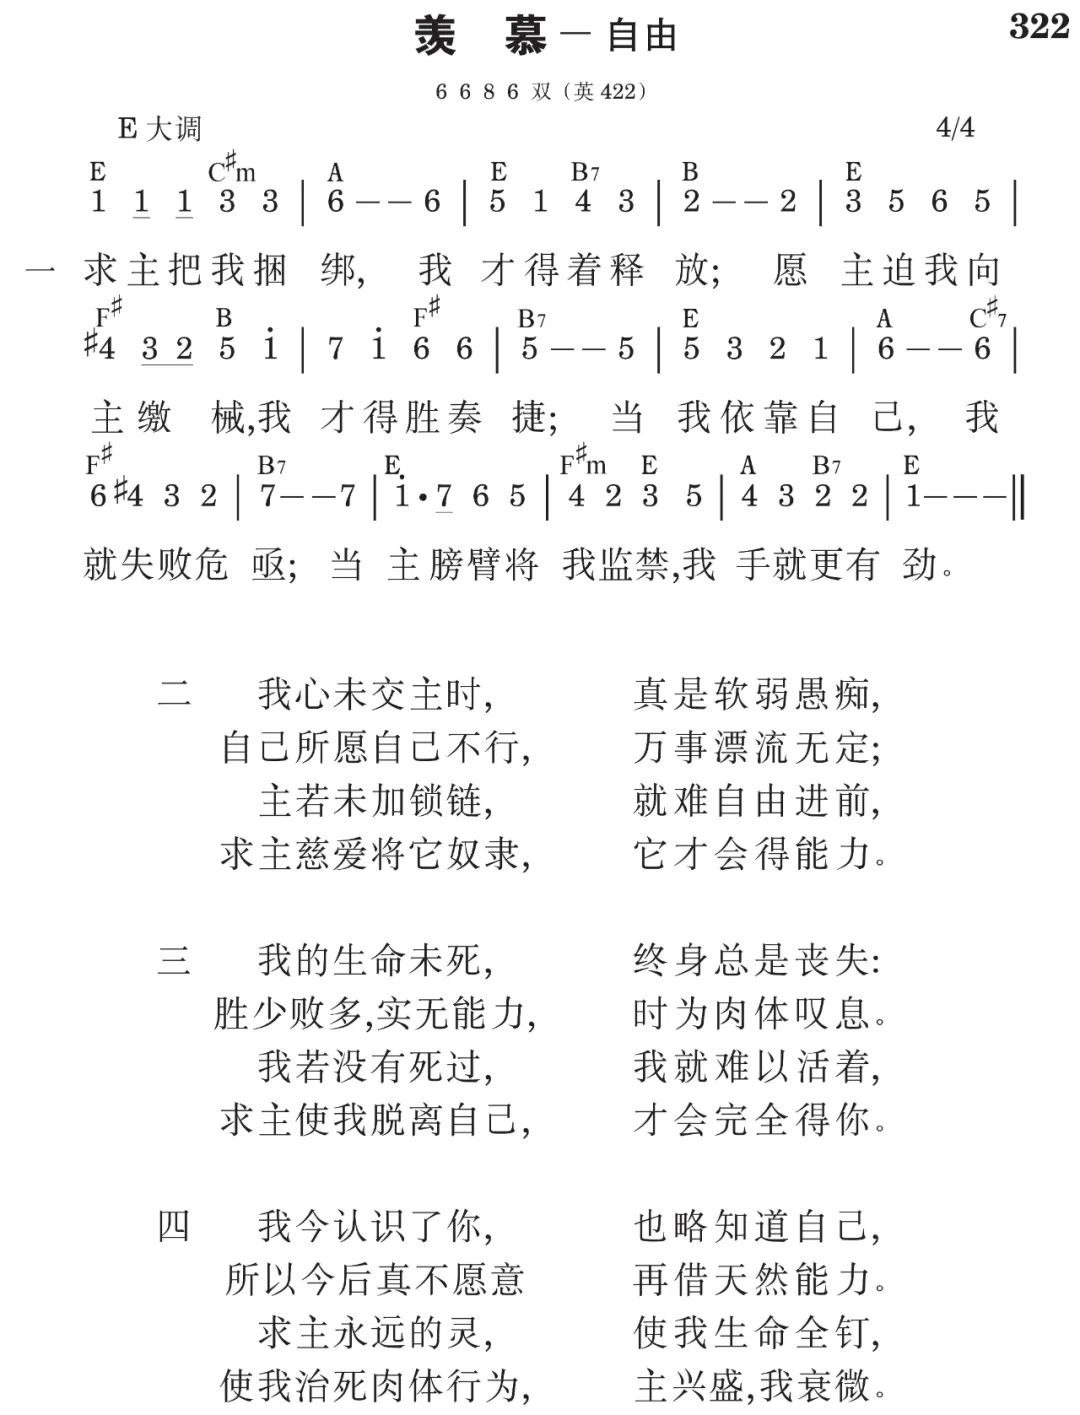 羡 慕 — 自由 322
6 6 8 6 双（英 422）
E 大调 4/4
E C♯m A E B7 B E
1 1 1 3 3 | 6 — — 6 | 5 1 4 3 | 2 — — 2 | 3 5 6 5 |
一 求主把我捆 绑, 我 才得着释 放; 愿 主迫我向
F♯ B F♯ B7 E A C♯7
♯4 3 2 5 i | 7 i 6 6 | 5 — — 5 | 5 3 2 1 | 6 — — 6 |
主缴 械,我 才得胜奏 捷; 当 我依靠自 己, 我
F♯ B7 E F♯m E A B7 E
6 ♯4 3 2 | 7 — — 7 | i • 7 6 5 | 4 2 3 5 | 4 3 2 2 | 1 — — — ‖
就失败危 亟; 当 主膀臂将 我监禁,我 手就更有 劲。
二 我心未交主时, 真是软弱愚痴,
自己所愿自己不行, 万事漂流无定;
主若未加锁链, 就难自由进前,
求主慈爱将它奴隶, 它才会得能力。
三 我的生命未死, 终身总是丧失:
胜少败多,实无能力, 时为肉体叹息。
我若没有死过, 我就难以活着,
求主使我脱离自己, 才会完全得你。
四 我今认识了你, 也略知道自己,
所以今后真不愿意 再借天然能力。
求主永远的灵, 使我生命全钉,
使我治死肉体行为, 主兴盛,我衰微。